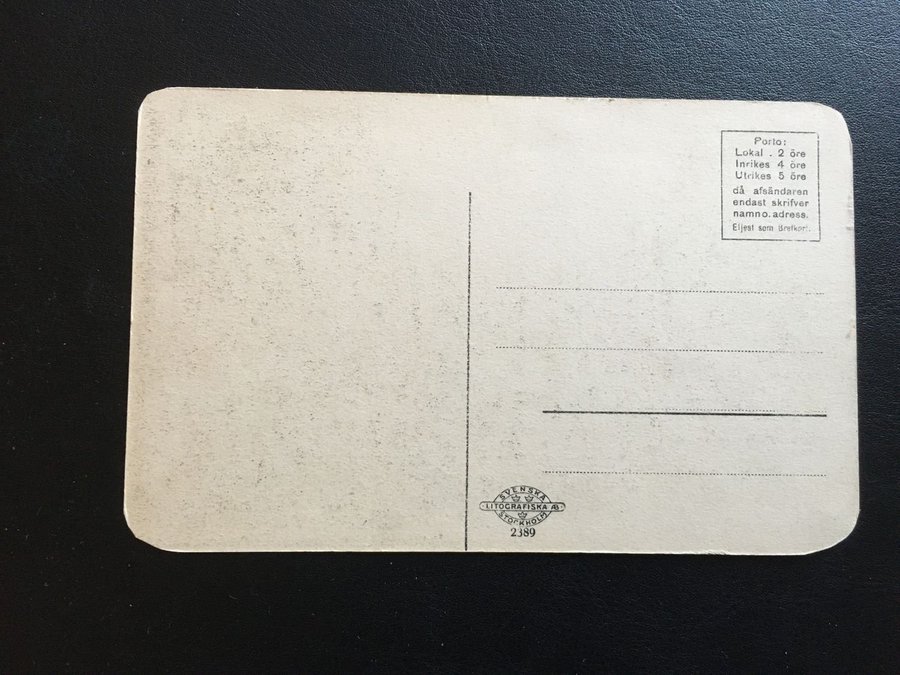 Porto:
Lokal . 2 öre
Inrikes 4 öre
Utrikes 5 öre
då afsändaren
endast skrifver
namn o. adress.
Eljest som Brefkort.
SVENSKA
LITOGRAFISKA AB
STOCKHOLM
2389